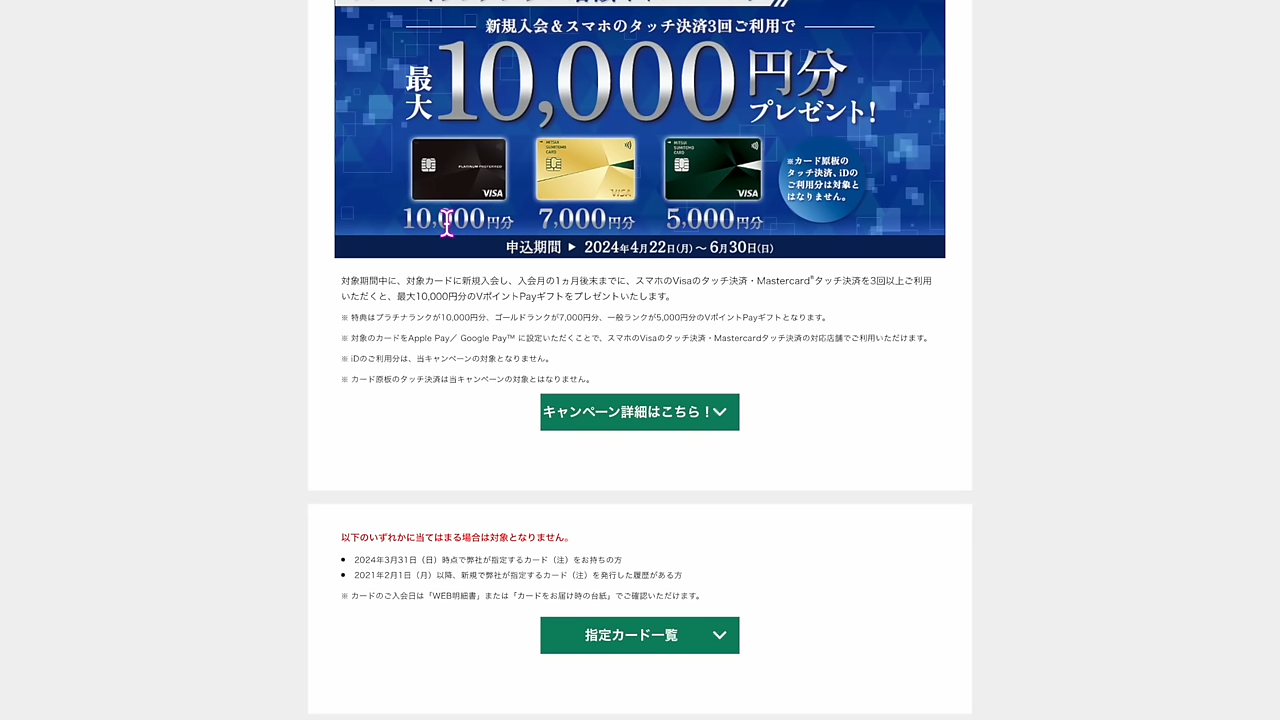 新規入会＆スマホのタッチ決済3回ご利用で
最大10,000円分プレゼント!
MITSUI SUMITOMO CARD
MITSUI SUMITOMO CARD
PLATINUM PREFERRED
VISA
VISA
VISA
※カード原板の
タッチ決済、iDの
ご利用分は対象と
はなりません。
10,000円分 7,000円分 5,000円分
申込期間 ▶ 2024年4月22日(月)～6月30日(日)
対象期間中に、対象カードに新規入会し、入会月の1ヵ月後末までに、スマホのVisaのタッチ決済・Mastercard®タッチ決済を3回以上ご利用
いただくと、最大10,000円分のVポイントPayギフトをプレゼントいたします。
※ 特典はプラチナランクが10,000円分、ゴールドランクが7,000円分、一般ランクが5,000円分のVポイントPayギフトとなります。
※ 対象のカードをApple Pay／ Google Pay™ に設定いただくことで、スマホのVisaのタッチ決済・Mastercardタッチ決済の対応店舗でご利用いただけます。
※ iDのご利用分は、当キャンペーンの対象となりません。
※ カード原板のタッチ決済は当キャンペーンの対象とはなりません。
キャンペーン詳細はこちら！
以下のいずれかに当てはまる場合は対象となりません。
● 2024年3月31日（日）時点で弊社が指定するカード（注）をお持ちの方
● 2021年2月1日（月）以降、新規で弊社が指定するカード（注）を発行した履歴がある方
※ カードのご入会日は「WEB明細書」または「カードをお届け時の台紙」でご確認いただけます。
指定カード一覧